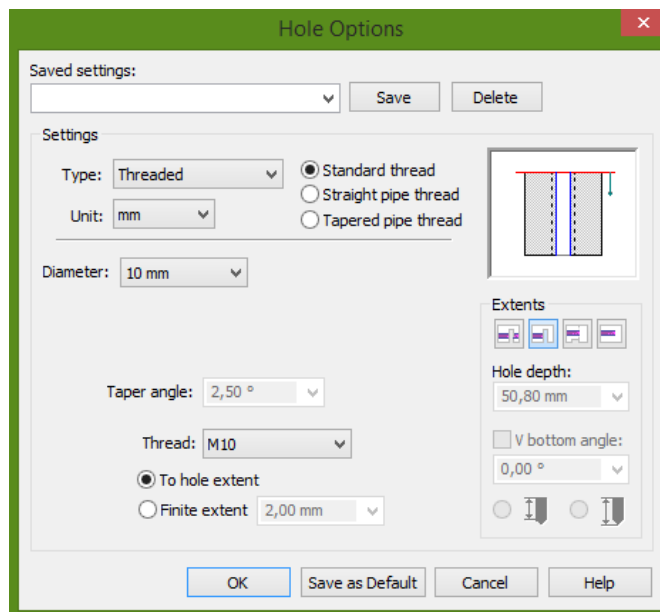 Hole Options
Saved settings:
Save Delete
Settings
Type: Threaded
Standard thread
Straight pipe thread
Unit: mm
Tapered pipe thread
Diameter: 10 mm
Extents
Hole depth:
50,80 mm
Taper angle: 2,50 °
V bottom angle:
Thread: M10
0,00 °
To hole extent
Finite extent 2,00 mm
OK Save as Default Cancel Help